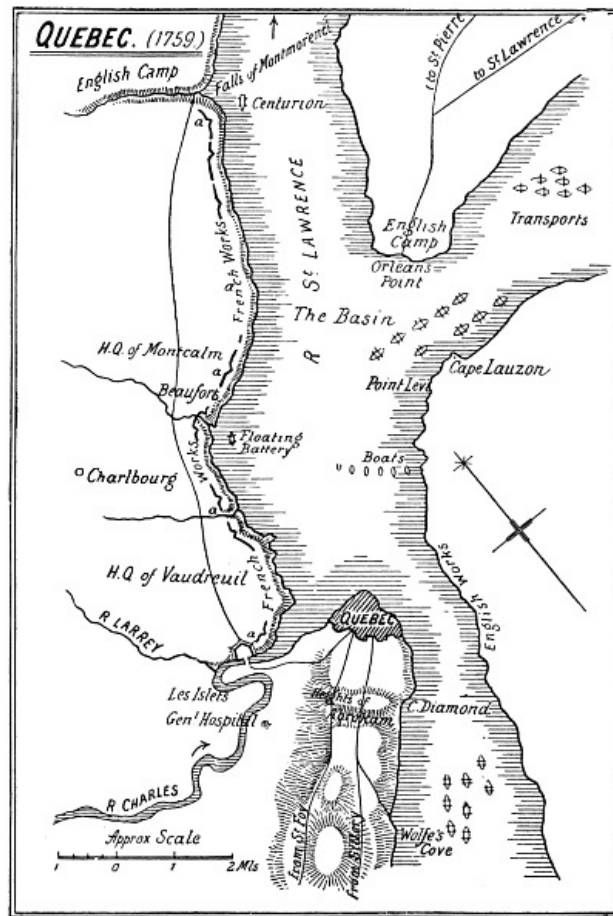 QUEBEC. (1759.)
English Camp
Falls of Montmorenci
(to St Pierre
to St Lawrence
Centurion
a
French Works
a
R St LAWRENCE
English
Camp
Orleans
Point
Transports
The Basin
H.Q. of Montcalm
a
Beaufort
Point Levi
Cape Lauzon
Floating
Battery
Boats
Works
Charlbourg
a
H.Q. of Vaudreuil
French
English Works
a
R LARREY
QUEBEC
Les Islets
Genl Hospital
Heights of
Abraham
C. Diamond
R CHARLES
Wolfe's
Cove
from St Foy
From Sillery
Approx Scale
1 0 1 2 Mls